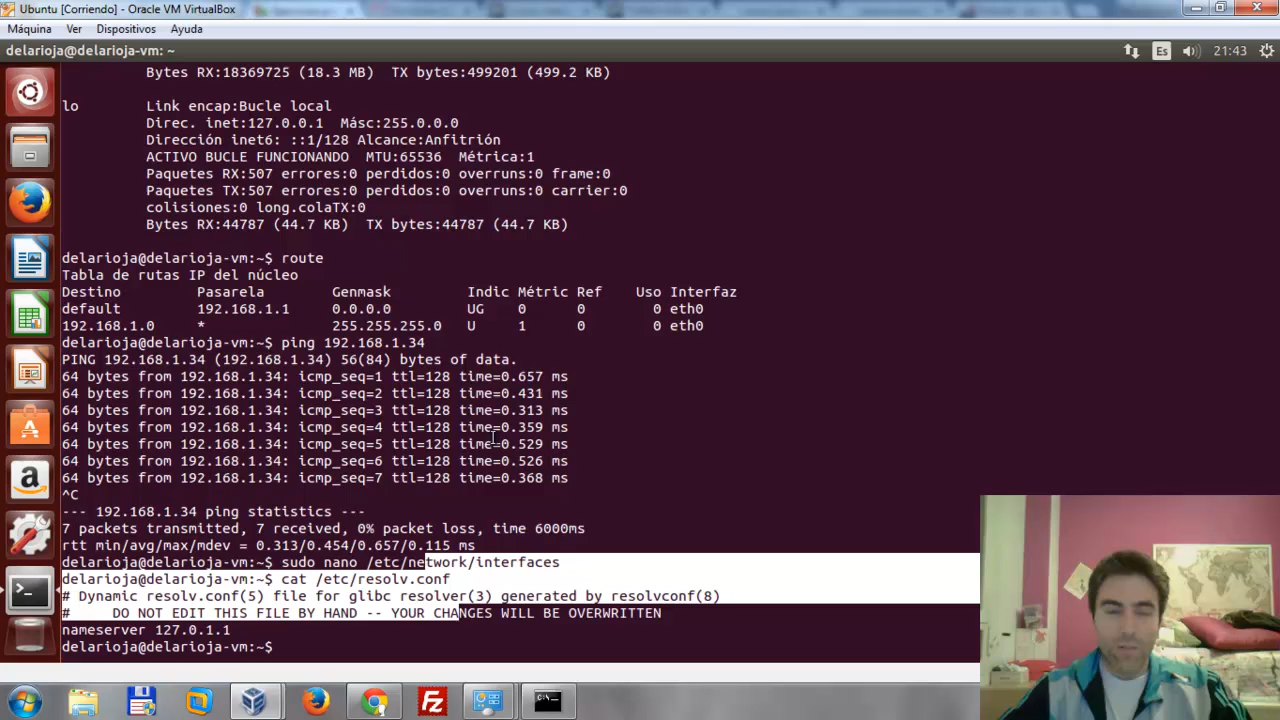 Ubuntu [Corriendo] - Oracle VM VirtualBox
Máquina Ver Dispositivos Ayuda
delarioja@delarioja-vm: ~ Es 21:43
Bytes RX:18369725 (18.3 MB) TX bytes:499201 (499.2 KB)
lo Link encap:Bucle local
Direc. inet:127.0.0.1 Másc:255.0.0.0
Dirección inet6: ::1/128 Alcance:Anfitrión
ACTIVO BUCLE FUNCIONANDO MTU:65536 Métrica:1
Paquetes RX:507 errores:0 perdidos:0 overruns:0 frame:0
Paquetes TX:507 errores:0 perdidos:0 overruns:0 carrier:0
colisiones:0 long.colaTX:0
Bytes RX:44787 (44.7 KB) TX bytes:44787 (44.7 KB)
delarioja@delarioja-vm:~$ route
Tabla de rutas IP del núcleo
Destino Pasarela Genmask Indic Métric Ref Uso Interfaz
default 192.168.1.1 0.0.0.0 UG 0 0 0 eth0
192.168.1.0 * 255.255.255.0 U 1 0 0 eth0
delarioja@delarioja-vm:~$ ping 192.168.1.34
PING 192.168.1.34 (192.168.1.34) 56(84) bytes of data.
64 bytes from 192.168.1.34: icmp_seq=1 ttl=128 time=0.657 ms
64 bytes from 192.168.1.34: icmp_seq=2 ttl=128 time=0.431 ms
64 bytes from 192.168.1.34: icmp_seq=3 ttl=128 time=0.313 ms
64 bytes from 192.168.1.34: icmp_seq=4 ttl=128 time=0.359 ms
64 bytes from 192.168.1.34: icmp_seq=5 ttl=128 time=0.529 ms
64 bytes from 192.168.1.34: icmp_seq=6 ttl=128 time=0.526 ms
64 bytes from 192.168.1.34: icmp_seq=7 ttl=128 time=0.368 ms
^C
--- 192.168.1.34 ping statistics ---
7 packets transmitted, 7 received, 0% packet loss, time 6000ms
rtt min/avg/max/mdev = 0.313/0.454/0.657/0.115 ms
delarioja@delarioja-vm:~$ sudo nano /etc/network/interfaces
delarioja@delarioja-vm:~$ cat /etc/resolv.conf
# Dynamic resolv.conf(5) file for glibc resolver(3) generated by resolvconf(8)
# DO NOT EDIT THIS FILE BY HAND -- YOUR CHANGES WILL BE OVERWRITTEN
nameserver 127.0.1.1
delarioja@delarioja-vm:~$